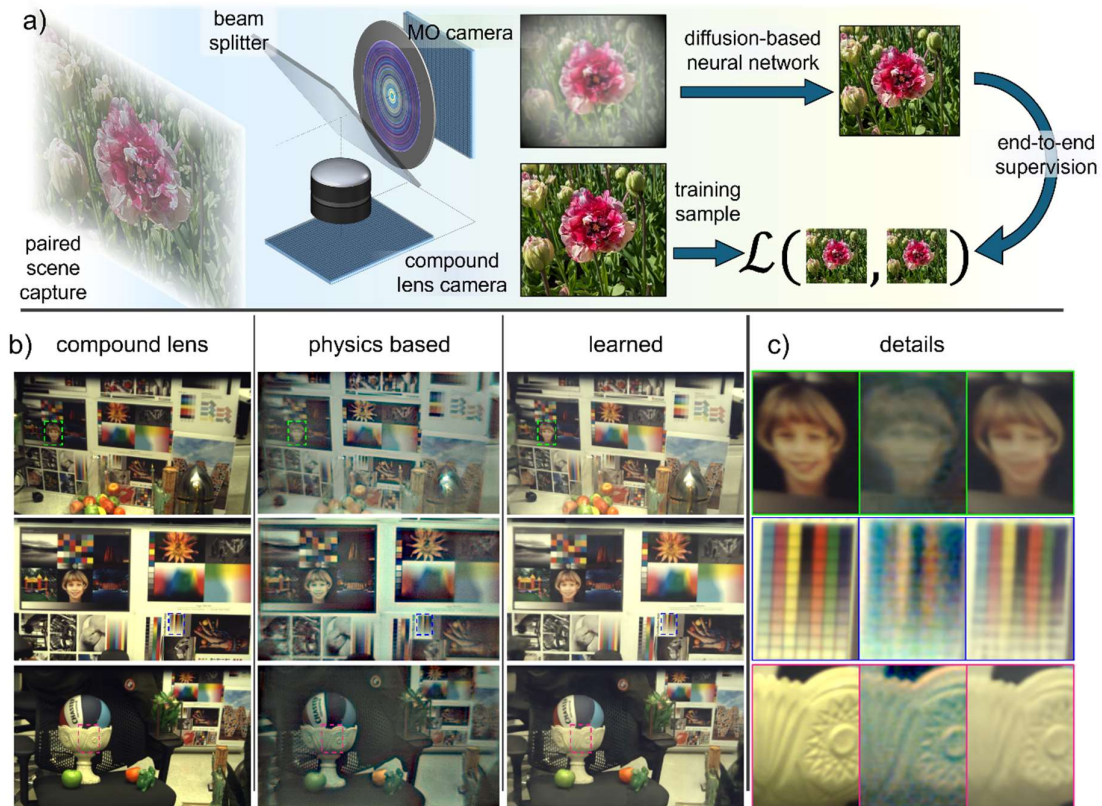 a)
beam
splitter
MO camera
diffusion-based
neural network
end-to-end
supervision
training
sample
ℒ( , )
paired
scene
capture
compound
lens camera
b) compound lens physics based learned c) details